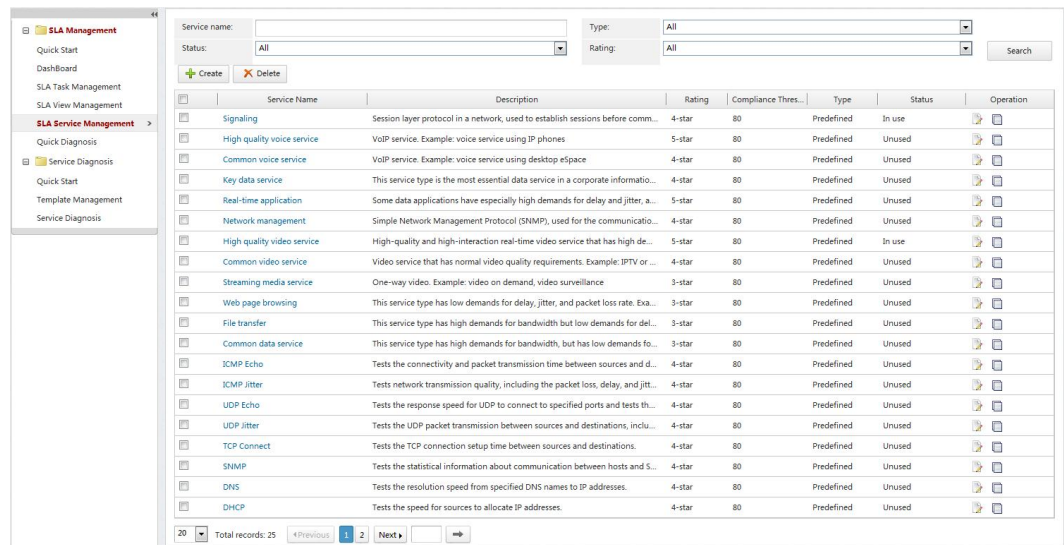 SLA Management
Quick Start
DashBoard
SLA Task Management
SLA View Management
SLA Service Management >
Quick Diagnosis
Service Diagnosis
Quick Start
Template Management
Service Diagnosis
Service name: Type: All
Status: All Rating: All Search
Create Delete
Service Name Description Rating Compliance Thres... Type Status Operation
Signaling Session layer protocol in a network, used to establish sessions before comm... 4-star 80 Predefined In use
High quality voice service VoIP service. Example: voice service using IP phones 5-star 80 Predefined Unused
Common voice service VoIP service. Example: voice service using desktop eSpace 4-star 80 Predefined Unused
Key data service This service type is the most essential data service in a corporate informatio... 4-star 80 Predefined Unused
Real-time application Some data applications have especially high demands for delay and jitter, a... 5-star 80 Predefined Unused
Network management Simple Network Management Protocol (SNMP), used for the communicatio... 4-star 80 Predefined Unused
High quality video service High-quality and high-interaction real-time video service that has high de... 5-star 80 Predefined In use
Common video service Video service that has normal video quality requirements. Example: IPTV or ... 4-star 80 Predefined Unused
Streaming media service One-way video. Example: video on demand, video surveillance 3-star 80 Predefined Unused
Web page browsing This service type has low demands for delay, jitter, and packet loss rate. Exa... 3-star 80 Predefined Unused
File transfer This service type has high demands for bandwidth but low demands for del... 3-star 80 Predefined Unused
Common data service This service type has high demands for bandwidth, but has low demands fo... 3-star 80 Predefined Unused
ICMP Echo Tests the connectivity and packet transmission time between sources and d... 4-star 80 Predefined Unused
ICMP Jitter Tests network transmission quality, including the packet loss, delay, and jitt... 4-star 80 Predefined Unused
UDP Echo Tests the response speed for UDP to connect to specified ports and tests th... 4-star 80 Predefined Unused
UDP Jitter Tests the UDP packet transmission between sources and destinations, inclu... 4-star 80 Predefined Unused
TCP Connect Tests the TCP connection setup time between sources and destinations. 4-star 80 Predefined Unused
SNMP Tests the statistical information about communication between hosts and S... 4-star 80 Predefined Unused
DNS Tests the resolution speed from specified DNS names to IP addresses. 4-star 80 Predefined Unused
DHCP Tests the speed for sources to allocate IP addresses. 4-star 80 Predefined Unused
20 Total records: 25 Previous 1 2 Next